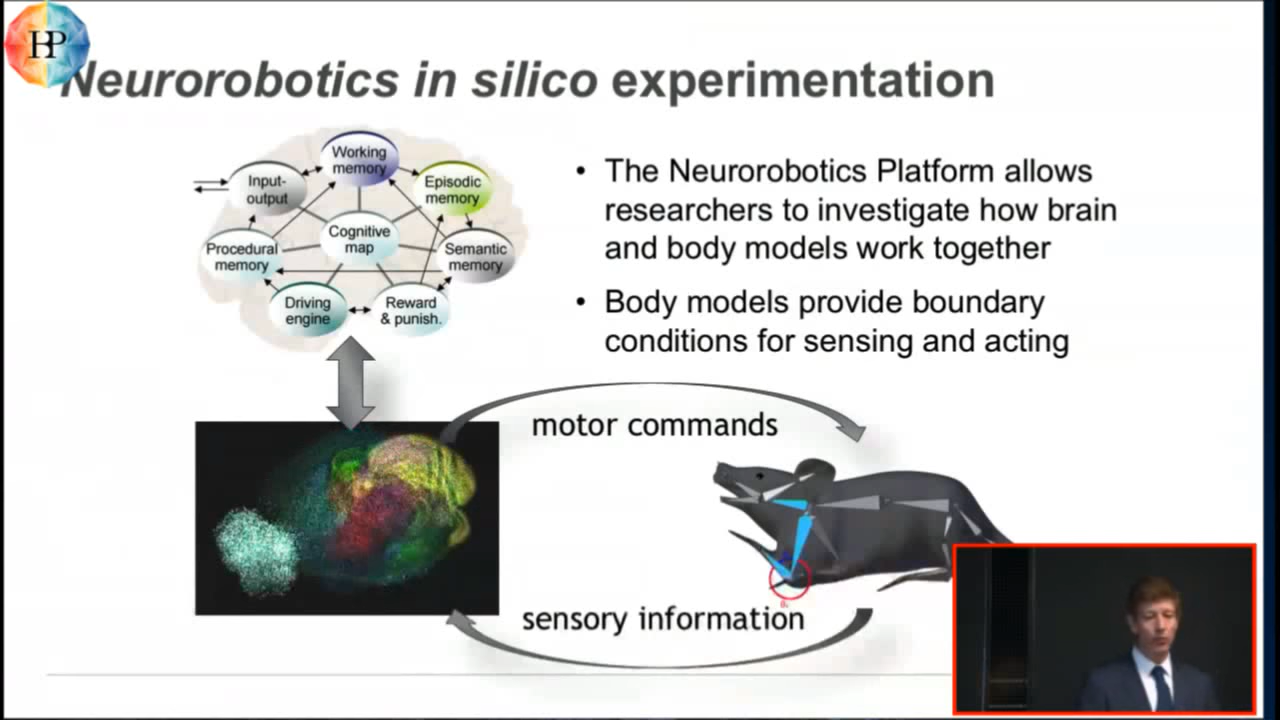 HP
Neurorobotics in silico experimentation
Working
memory
Input-
output
Episodic
memory
Cognitive
map
Procedural
memory
Semantic
memory
Driving
engine
Reward
& punish.
• The Neurorobotics Platform allows
researchers to investigate how brain
and body models work together
• Body models provide boundary
conditions for sensing and acting
motor commands
sensory information